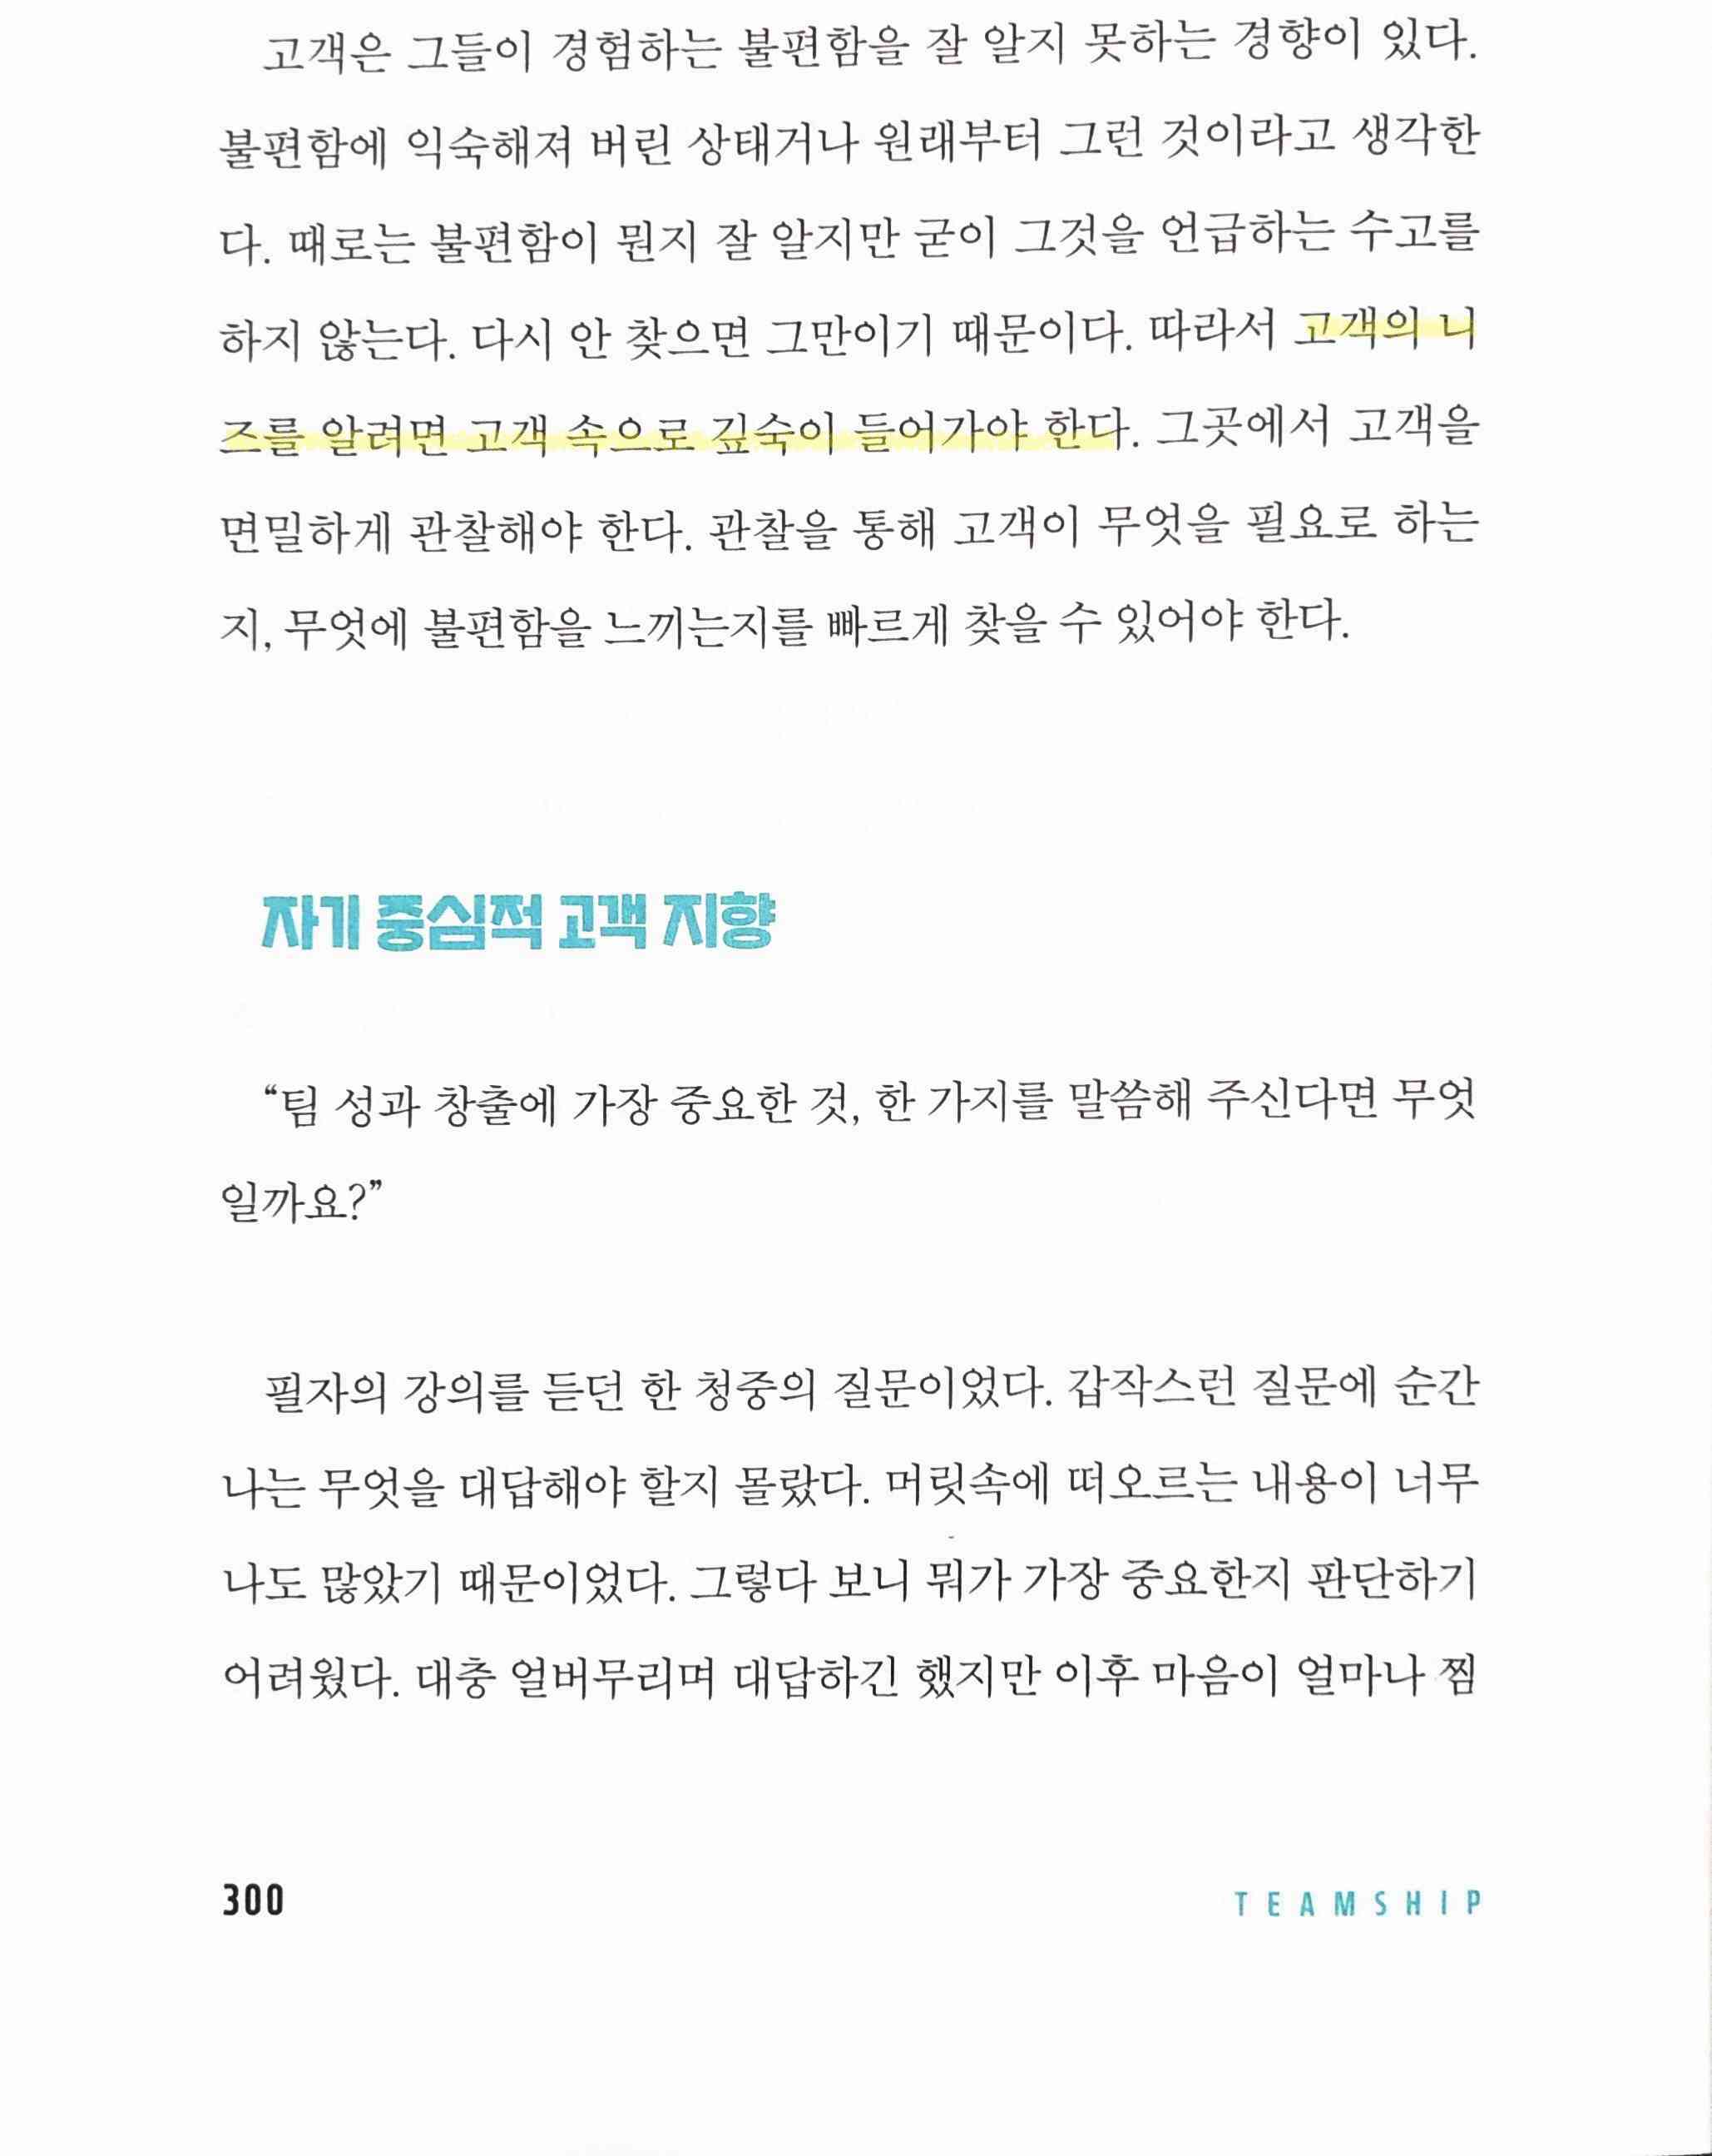 고객은 그들이 경험하는 불편함을 잘 알지 못하는 경향이 있다.
불편함에 익숙해져 버린 상태거나 원래부터 그런 것이라고 생각한
다. 때로는 불편함이 뭔지 잘 알지만 굳이 그것을 언급하는 수고를
하지 않는다. 다시 안 찾으면 그만이기 때문이다. 따라서 고객의 니
즈를 알려면 고객 속으로 깊숙이 들어가야 한다. 그곳에서 고객을
면밀하게 관찰해야 한다. 관찰을 통해 고객이 무엇을 필요로 하는
지, 무엇에 불편함을 느끼는지를 빠르게 찾을 수 있어야 한다.
자기 중심적 고객 지향
“팀 성과 창출에 가장 중요한 것, 한 가지를 말씀해 주신다면 무엇
일까요?”
필자의 강의를 듣던 한 청중의 질문이었다. 갑작스런 질문에 순간
나는 무엇을 대답해야 할지 몰랐다. 머릿속에 떠오르는 내용이 너무
나도 많았기 때문이었다. 그렇다 보니 뭐가 가장 중요한지 판단하기
어려웠다. 대충 얼버무리며 대답하긴 했지만 이후 마음이 얼마나 찜
300
TEAMSHIP